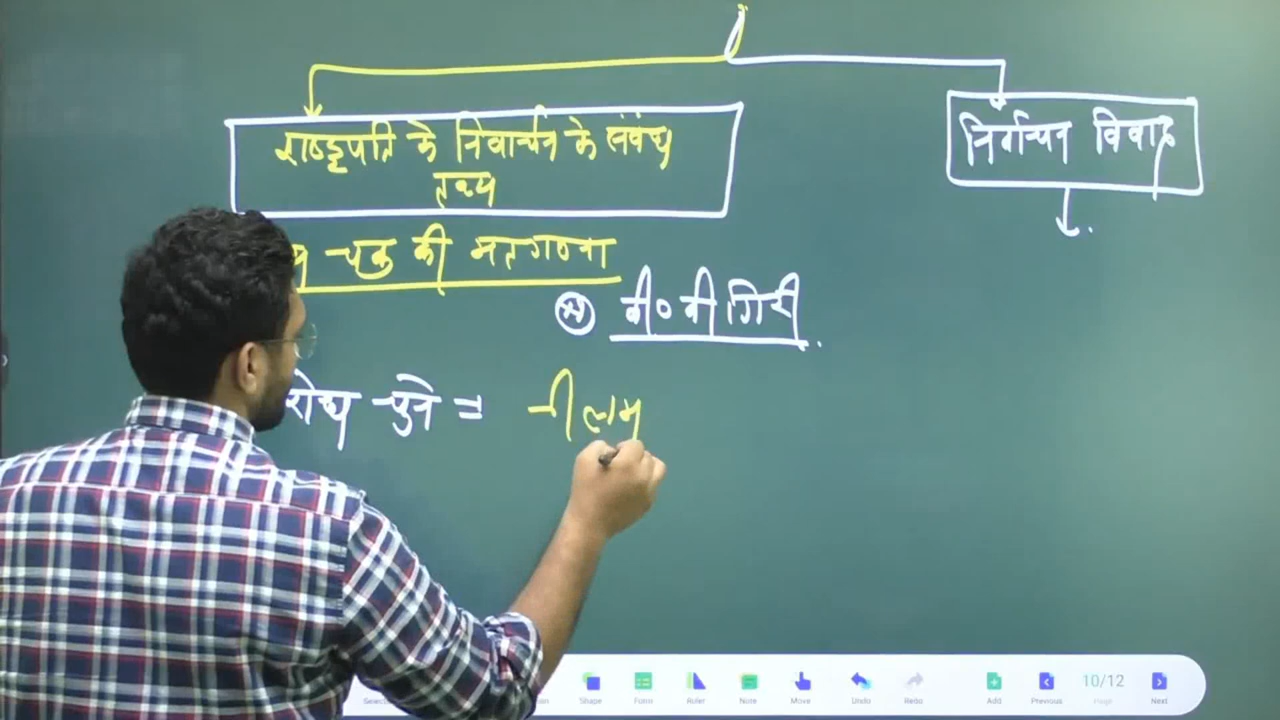 राष्ट्रपति के निर्वाचन के संबंध
तथ्य
निर्वाचन विवाद
चक्र की मतगणना
वी० वी गिरी
चुने =
नीलम
Shape Form Ruler Note Move Undo Redo Add Previous 10/12 Page Next